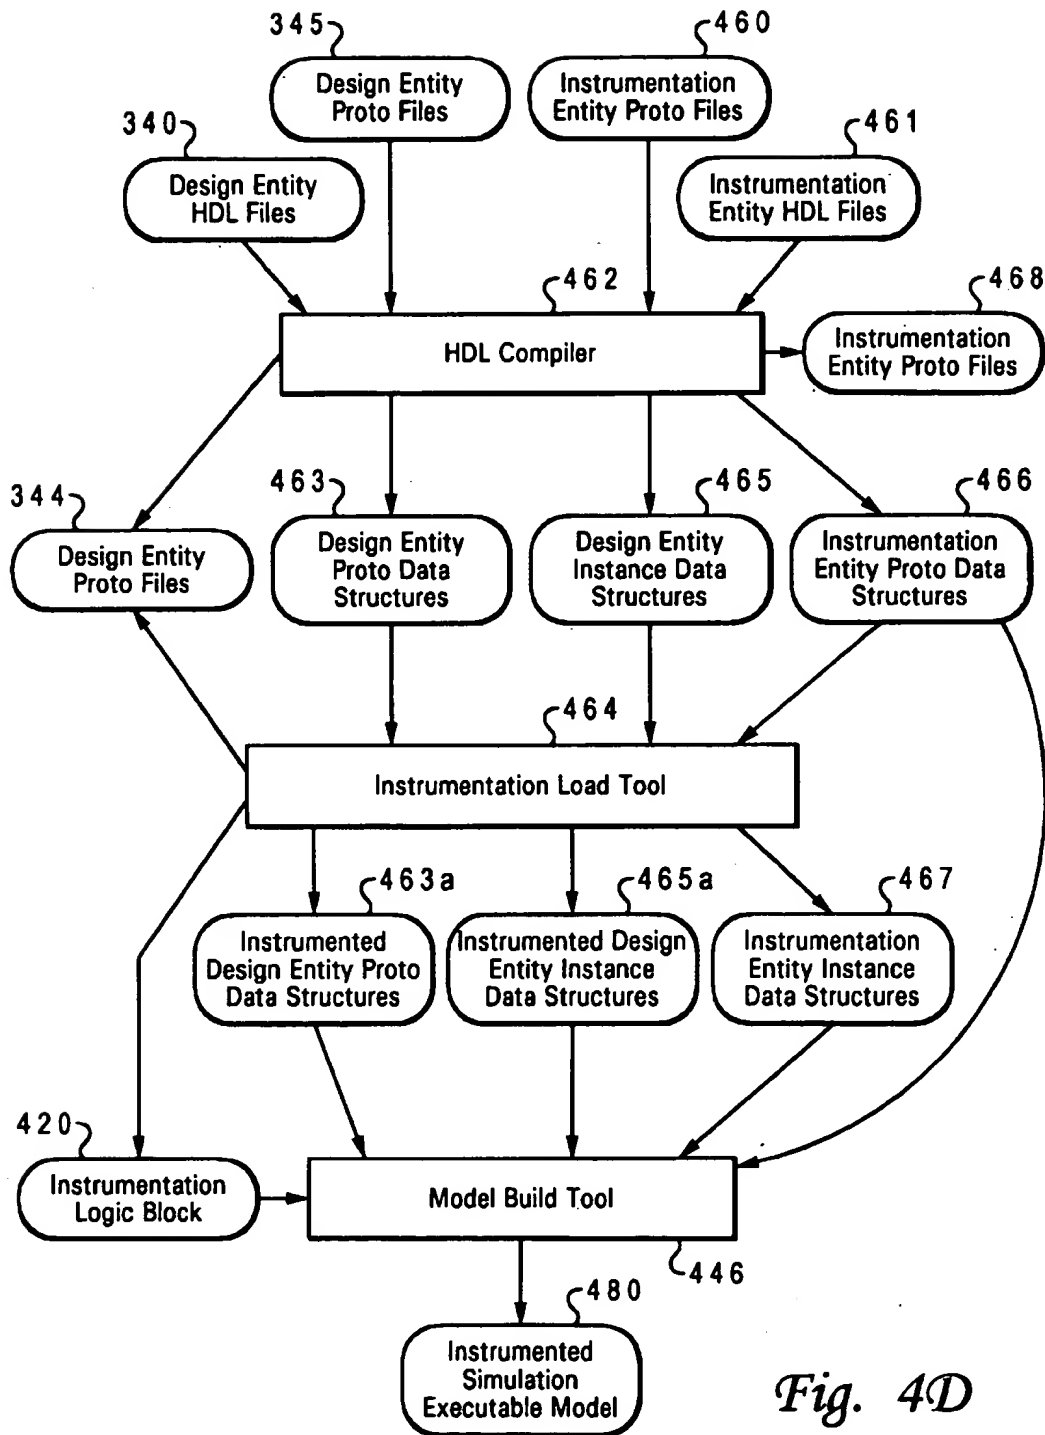 345
460
Design Entity
Proto Files
Instrumentation
Entity Proto Files
340
461
Design Entity
HDL Files
Instrumentation
Entity HDL Files
462
468
HDL Compiler
Instrumentation
Entity Proto Files
344
463
465
466
Design Entity
Proto Files
Design Entity
Proto Data
Structures
Design Entity
Instance Data
Structures
Instrumentation
Entity Proto Data
Structures
464
Instrumentation Load Tool
463a
465a
467
Instrumented
Design Entity Proto
Data Structures
Instrumented Design
Entity Instance
Data Structures
Instrumentation
Entity Instance
Data Structures
420
Instrumentation
Logic Block
Model Build Tool
446
480
Instrumented
Simulation
Executable Model
Fig. 4D